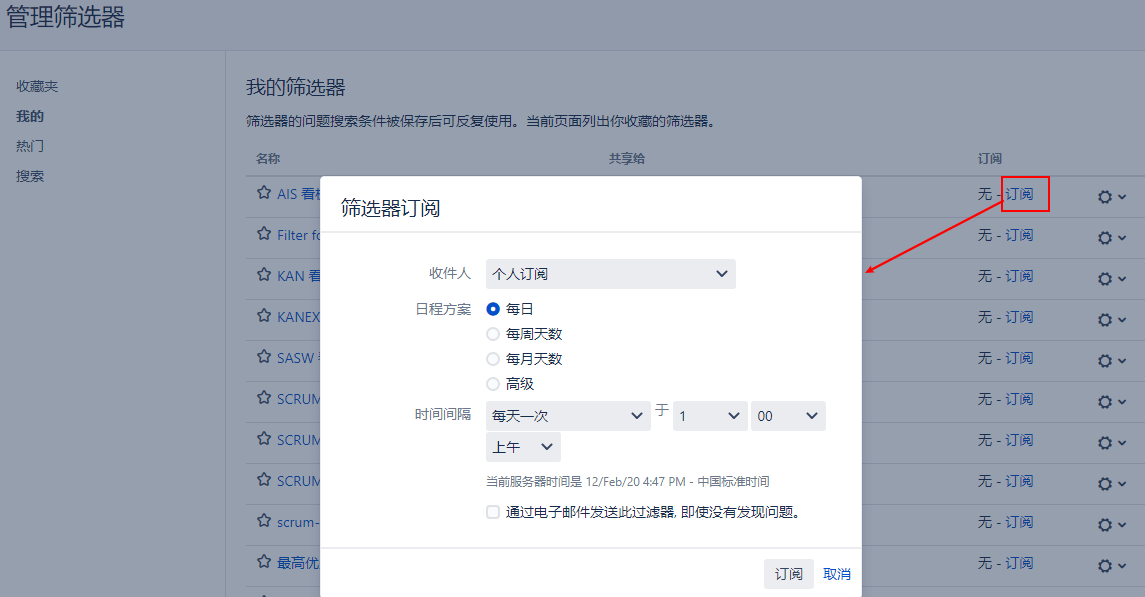 管理筛选器
收藏夹
我的
热门
搜索
我的筛选器
筛选器的问题搜索条件被保存后可反复使用。当前页面列出你收藏的筛选器。
名称 共享给 订阅
AIS 无 - 订阅
Filter 无 - 订阅
KAN 无 - 订阅
KANEX 无 - 订阅
SASW 无 - 订阅
SCRUM 无 - 订阅
SCRUM 无 - 订阅
SCRUM 无 - 订阅
scrum- 无 - 订阅
最高优 无 - 订阅
筛选器订阅
收件人 个人订阅
日程方案 每日
每周天数
每月天数
高级
时间间隔 每天一次 于 1 00
上午
当前服务器时间是 12/Feb/20 4:47 PM - 中国标准时间
通过电子邮件发送此过滤器, 即使没有发现问题。
订阅 取消